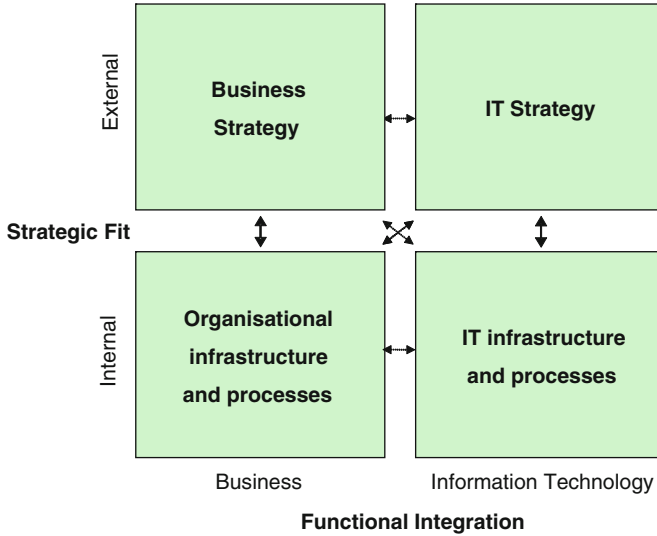 External
Business
Strategy
IT Strategy
Strategic Fit
Internal
Organisational
infrastructure
and processes
IT infrastructure
and processes
Business
Information Technology
Functional Integration